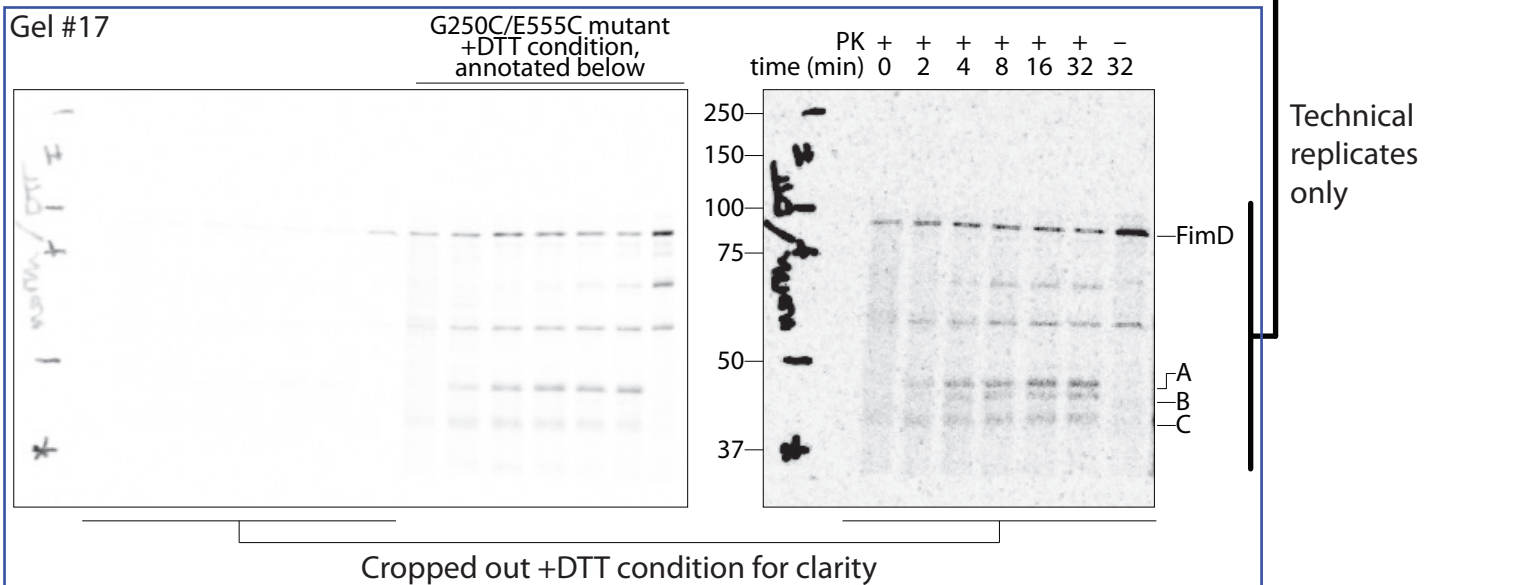 Gel #17
G250C/E555C mutant
+DTT condition,
annotated below
PK + + + + + + –
time (min) 0 2 4 8 16 32 32
250
150
100
75
50
37
FimD
A
B
C
Technical
replicates
only
Cropped out +DTT condition for clarity